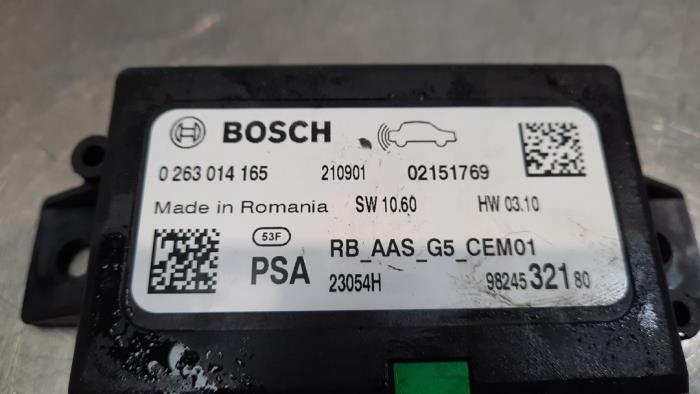 BOSCH
0 263 014 165 210901 02151769
Made in Romania SW 10.60 HW 03.10
53F RB_AAS_G5_CEM01
PSA 23054H 98245 321 80